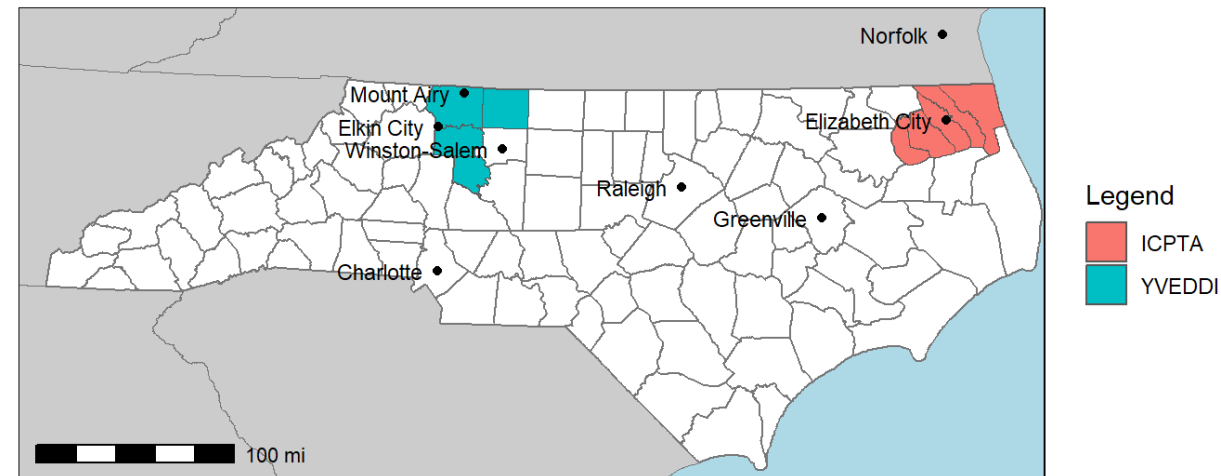 Norfolk
Mount Airy
Elkin City
Elizabeth City
Winston-Salem
Raleigh
Greenville
Charlotte
100 mi
Legend
ICPTA
YVEDDI